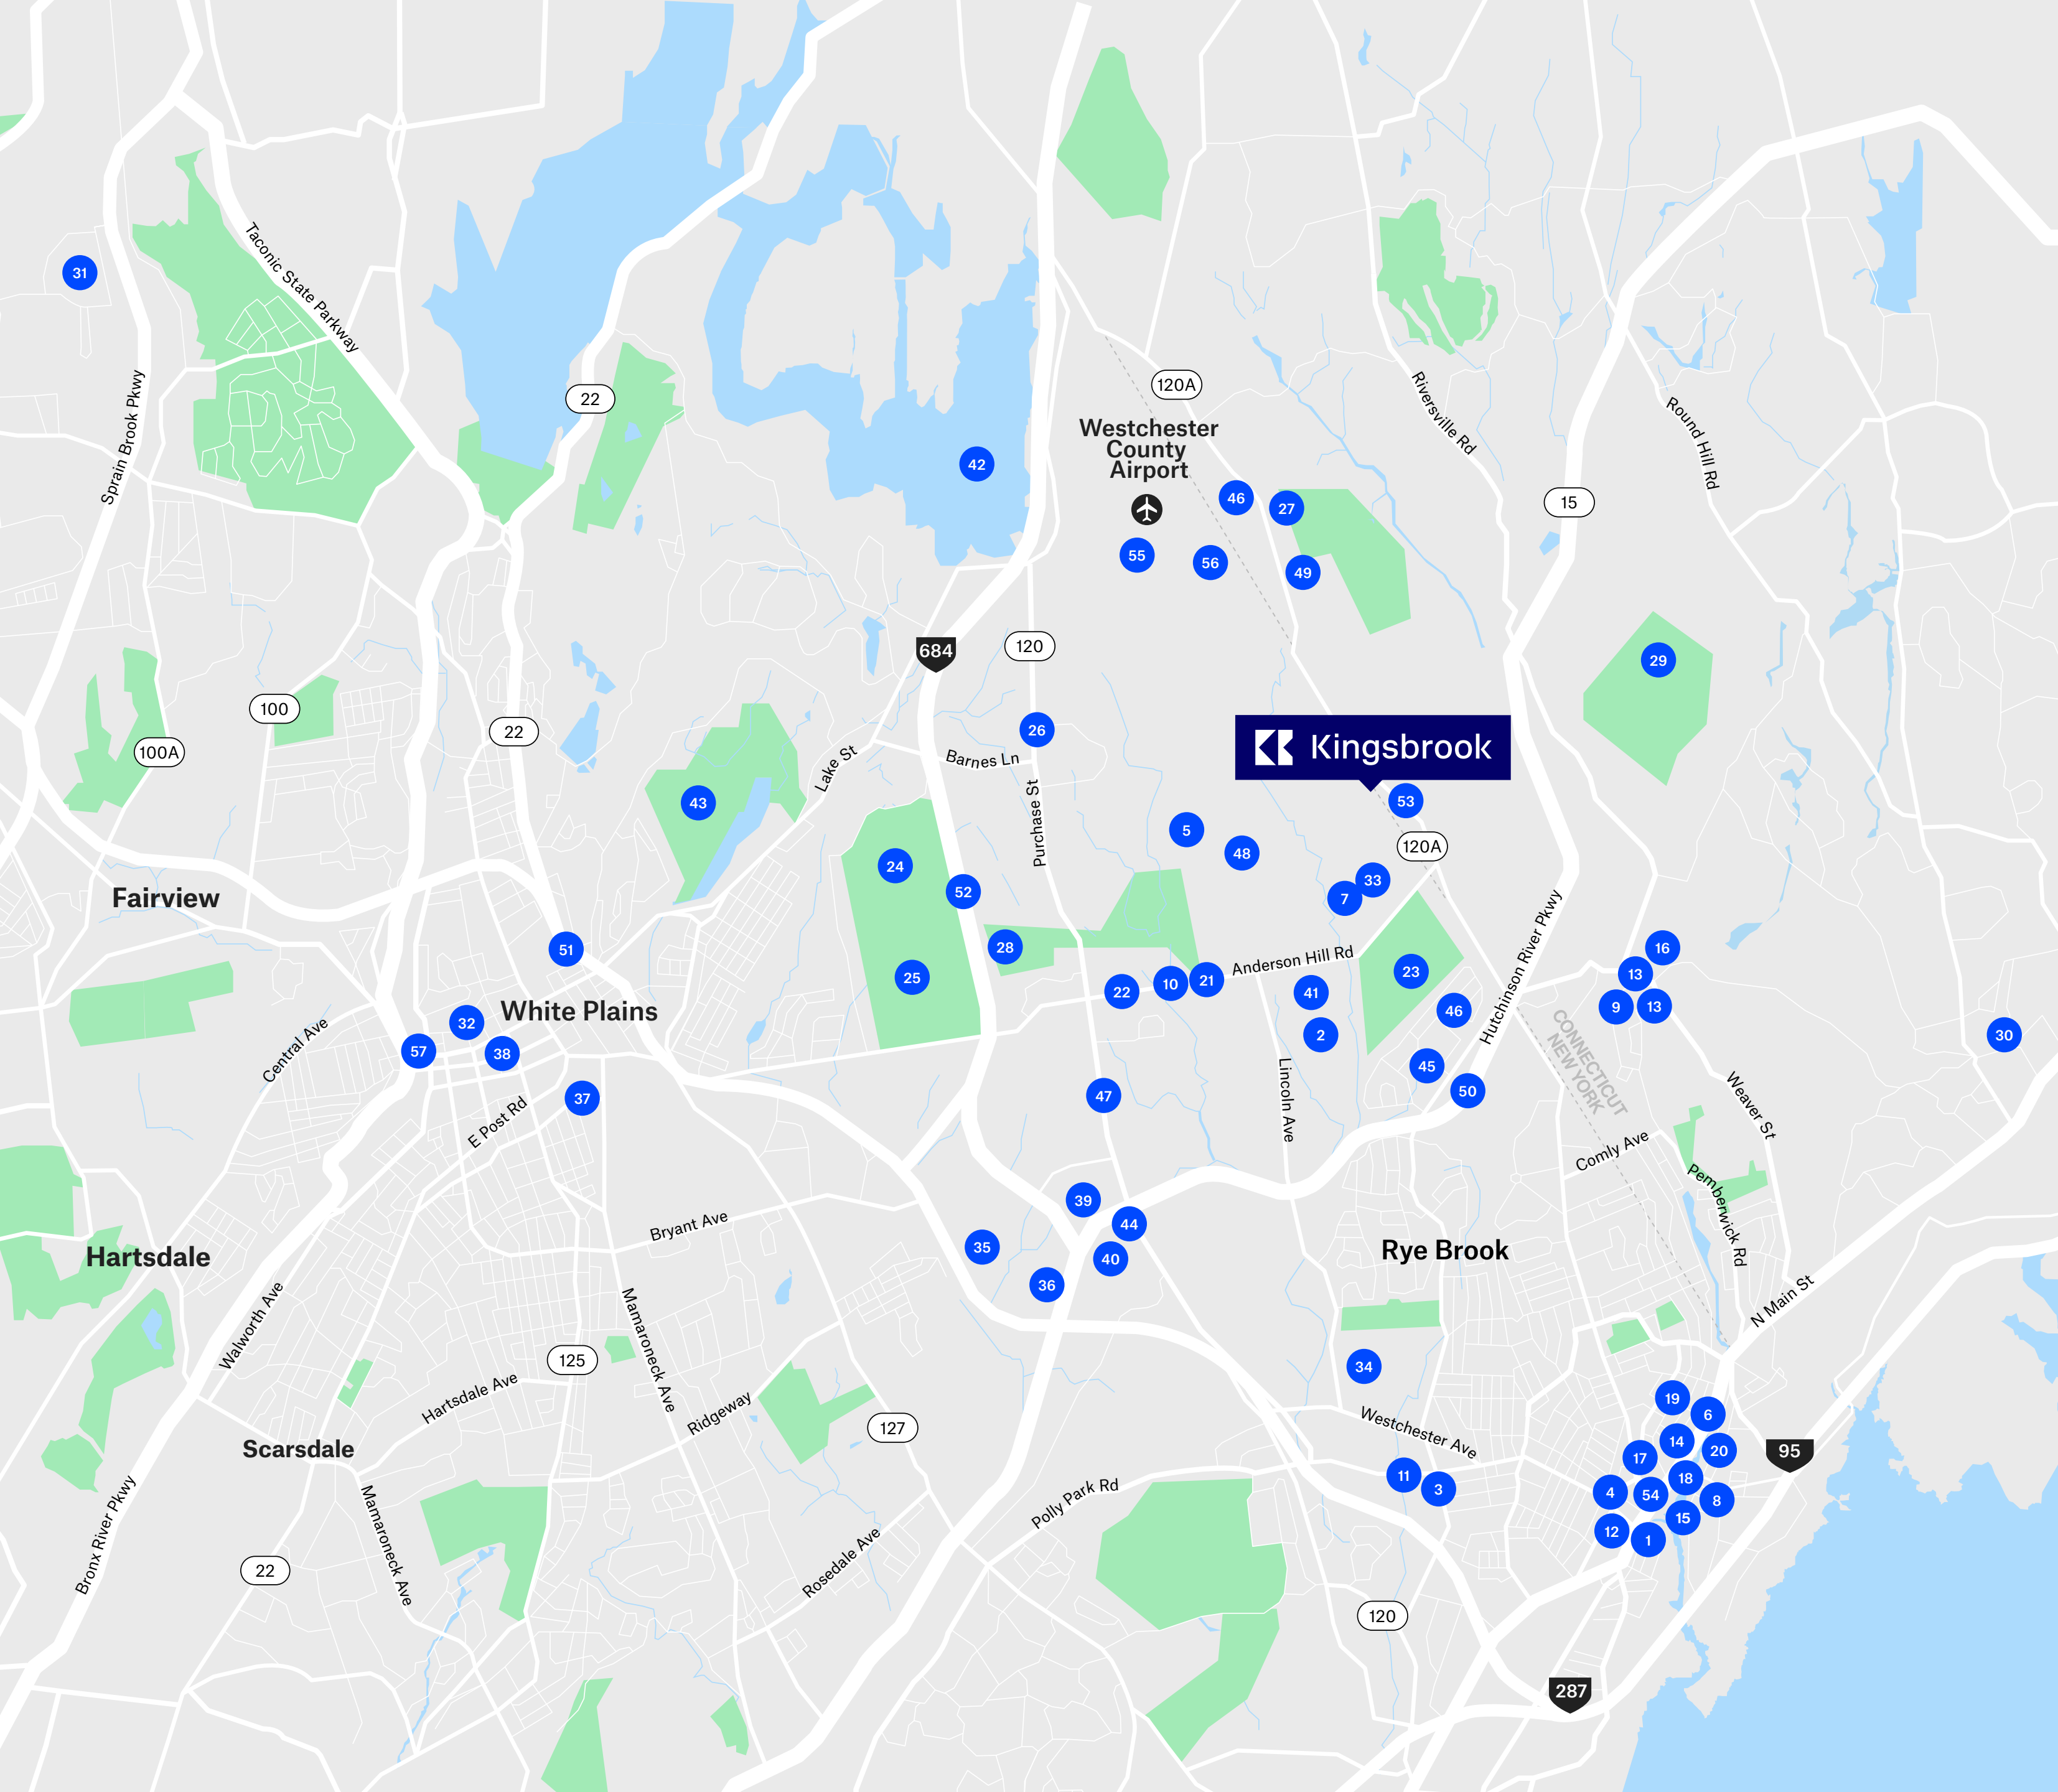 Taconic State Parkway
31
Sprain Brook Pkwy
22
120A
Westchester
County
Airport
Riversville Rd
Round Hill Rd
42
46
27
15
55
56
49
684
120
29
100
100A
22
26
Barnes Ln
Lake St
Kingsbrook
43
Purchase St
53
5
48
120A
24
52
33
7
Fairview
51
28
25
Anderson Hill Rd
22
10
21
41
23
Hutchinson River Pkwy
16
13
9
13
46
2
White Plains
32
57
38
Central Ave
37
E Post Rd
CONNECTICUT
NEW YORK
30
45
50
47
Lincoln Ave
Weaver St
Comly Ave
Pemberwick Rd
39
44
40
35
36
Bryant Ave
Rye Brook
Hartsdale
Walworth Ave
Mamaroneck Ave
N Main St
125
34
Hartsdale Ave
Ridgeway
127
Westchester Ave
19
6
14
20
17
18
95
Scarsdale
11
3
4
54
8
15
12
1
Polly Park Rd
Rosedale Ave
Bronx River Pkwy
Mamaroneck Ave
22
120
287